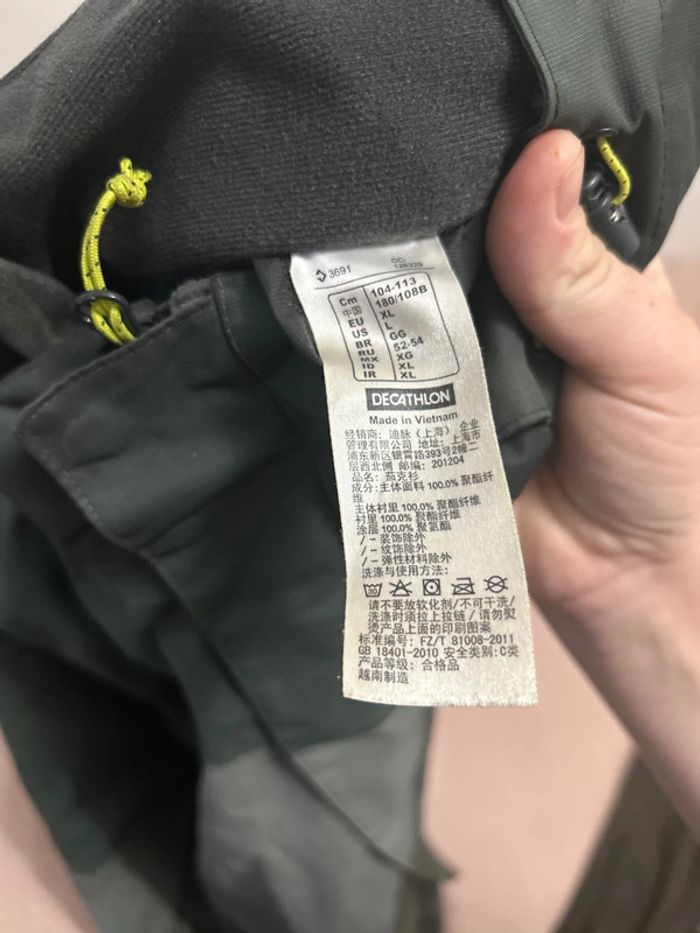 3691
CC:
126329
Cm 104-113
中国 180/108B
EU XL
US L
BR GG
RU 52-54
MX XG
ID XL
IR XL
DECATHLON
Made in Vietnam
经销商: 迪脉 (上海) 企业
管理有限公司 地址: 上海市
浦东新区银霄路393号2幢二
层西北侧 邮编: 201204
品名: 茄克衫
成分: 主体面料 100.0% 聚酯纤
维
主体衬里 100.0% 聚酯纤维
衬里 100.0% 聚酯纤维
涂层 100.0% 聚氨酯
/ - 装饰除外
/ - 纹饰除外
/ - 弹性材料除外
洗涤与使用方法:
30
请不要放软化剂/不可干洗/
洗涤时须拉上拉链 / 请勿熨
烫产品上面的印刷图案
标准编号: FZ/T 81008-2011
GB 18401-2010 安全类别: C类
产品等级: 合格品
越南制造